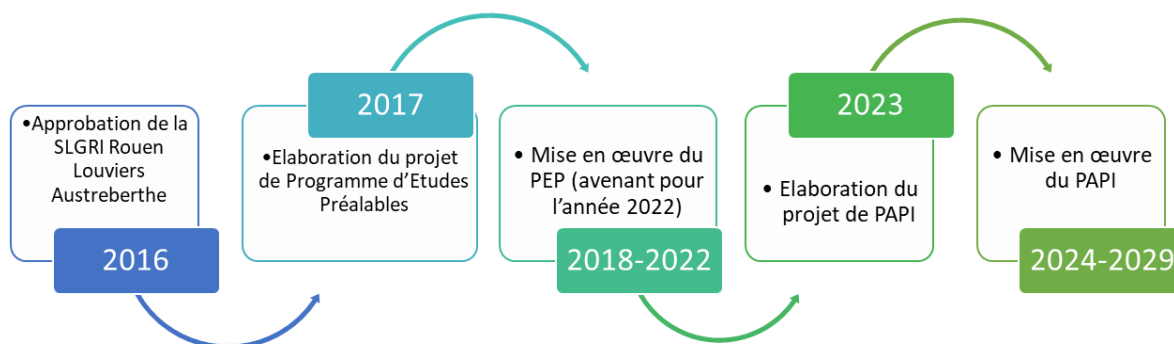 •Approbation de la
SLGRI Rouen
Louviers
Austreberthe
2016
2017
•Elaboration du projet
de Programme d'Etudes
Préalables
• Mise en œuvre du
PEP (avenant pour
l'année 2022)
2018-2022
2023
• Elaboration du
projet de PAPI
• Mise en œuvre
du PAPI
2024-2029